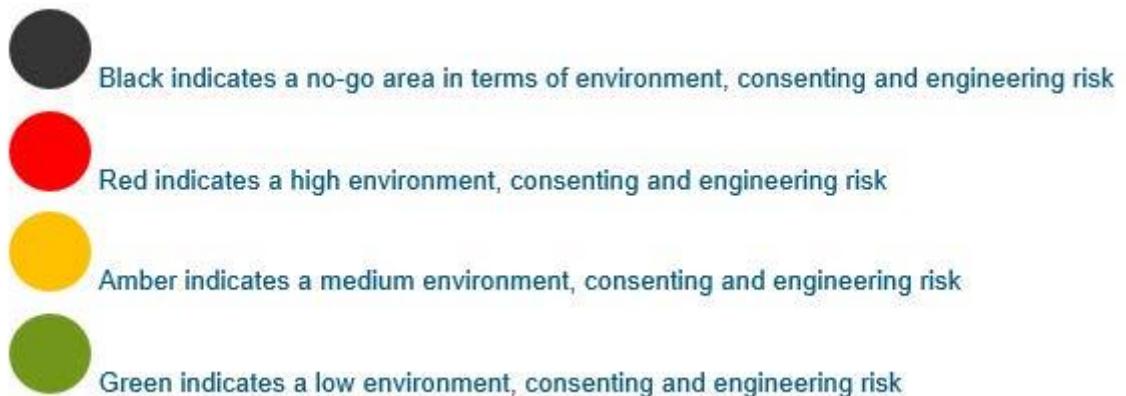 Black indicates a no-go area in terms of environment, consenting and engineering risk
Red indicates a high environment, consenting and engineering risk
Amber indicates a medium environment, consenting and engineering risk
Green indicates a low environment, consenting and engineering risk